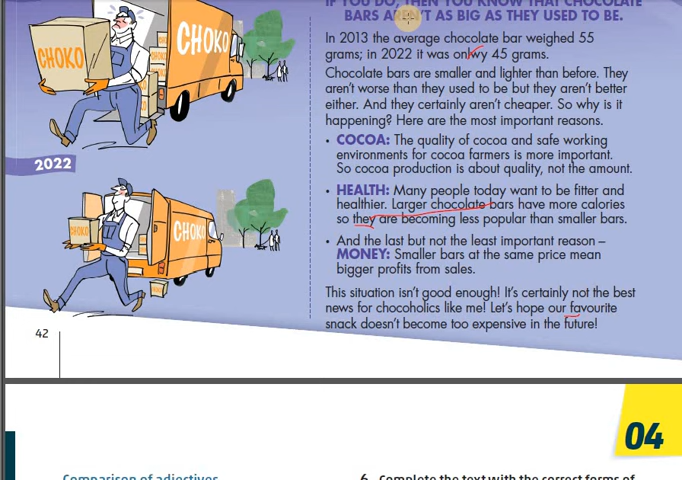 IF YOU DO, THEN YOU KNOW THAT CHOCOLATE
BARS AREN'T AS BIG AS THEY USED TO BE.
In 2013 the average chocolate bar weighed 55
grams; in 2022 it was only 45 grams.
Chocolate bars are smaller and lighter than before. They
aren't worse than they used to be but they aren't better
either. And they certainly aren't cheaper. So why is it
happening? Here are the most important reasons.
• COCOA: The quality of cocoa and safe working
environments for cocoa farmers is more important.
So cocoa production is about quality, not the amount.
• HEALTH: Many people today want to be fitter and
healthier. Larger chocolate bars have more calories
so they are becoming less popular than smaller bars.
• And the last but not the least important reason –
MONEY: Smaller bars at the same price mean
bigger profits from sales.
This situation isn't good enough! It's certainly not the best
news for chocoholics like me! Let's hope our favourite
snack doesn't become too expensive in the future!
CHOKO
CHOKO
2022
CHOKO
CHOKO
42
04
Comparison of adjectives
6 Complete the text with the correct forms of